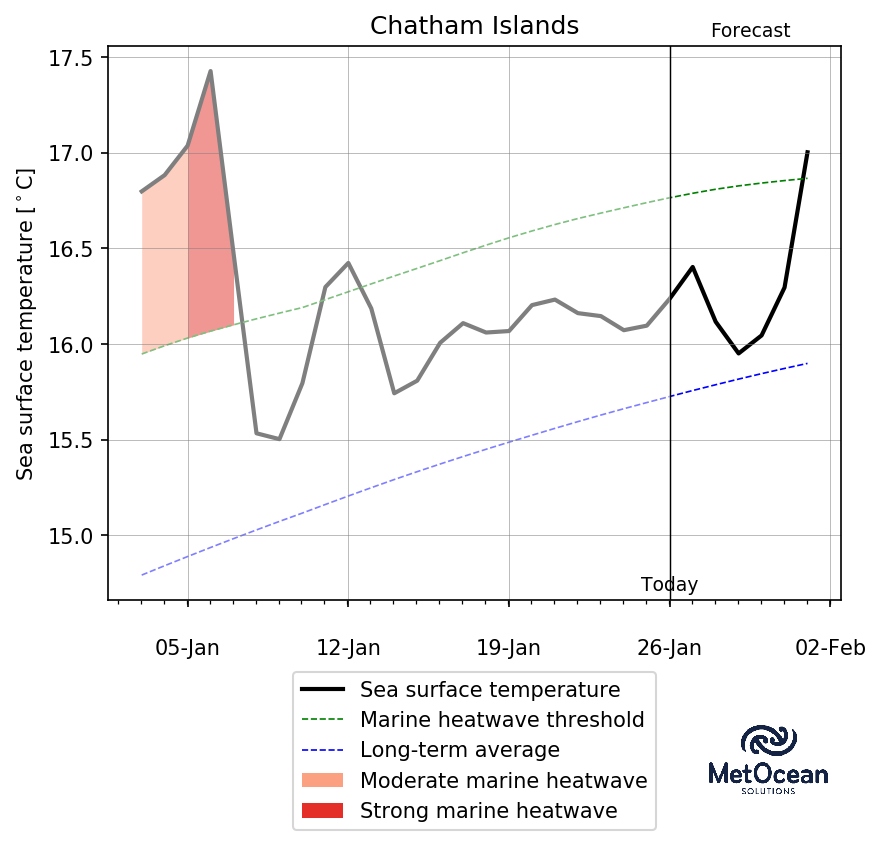 Chatham Islands
Forecast
Sea surface temperature [°C]
17.5
17.0
16.5
16.0
15.5
15.0
Today
05-Jan 12-Jan 19-Jan 26-Jan 02-Feb
Sea surface temperature
Marine heatwave threshold
Long-term average
Moderate marine heatwave
Strong marine heatwave
MetOcean
SOLUTIONS